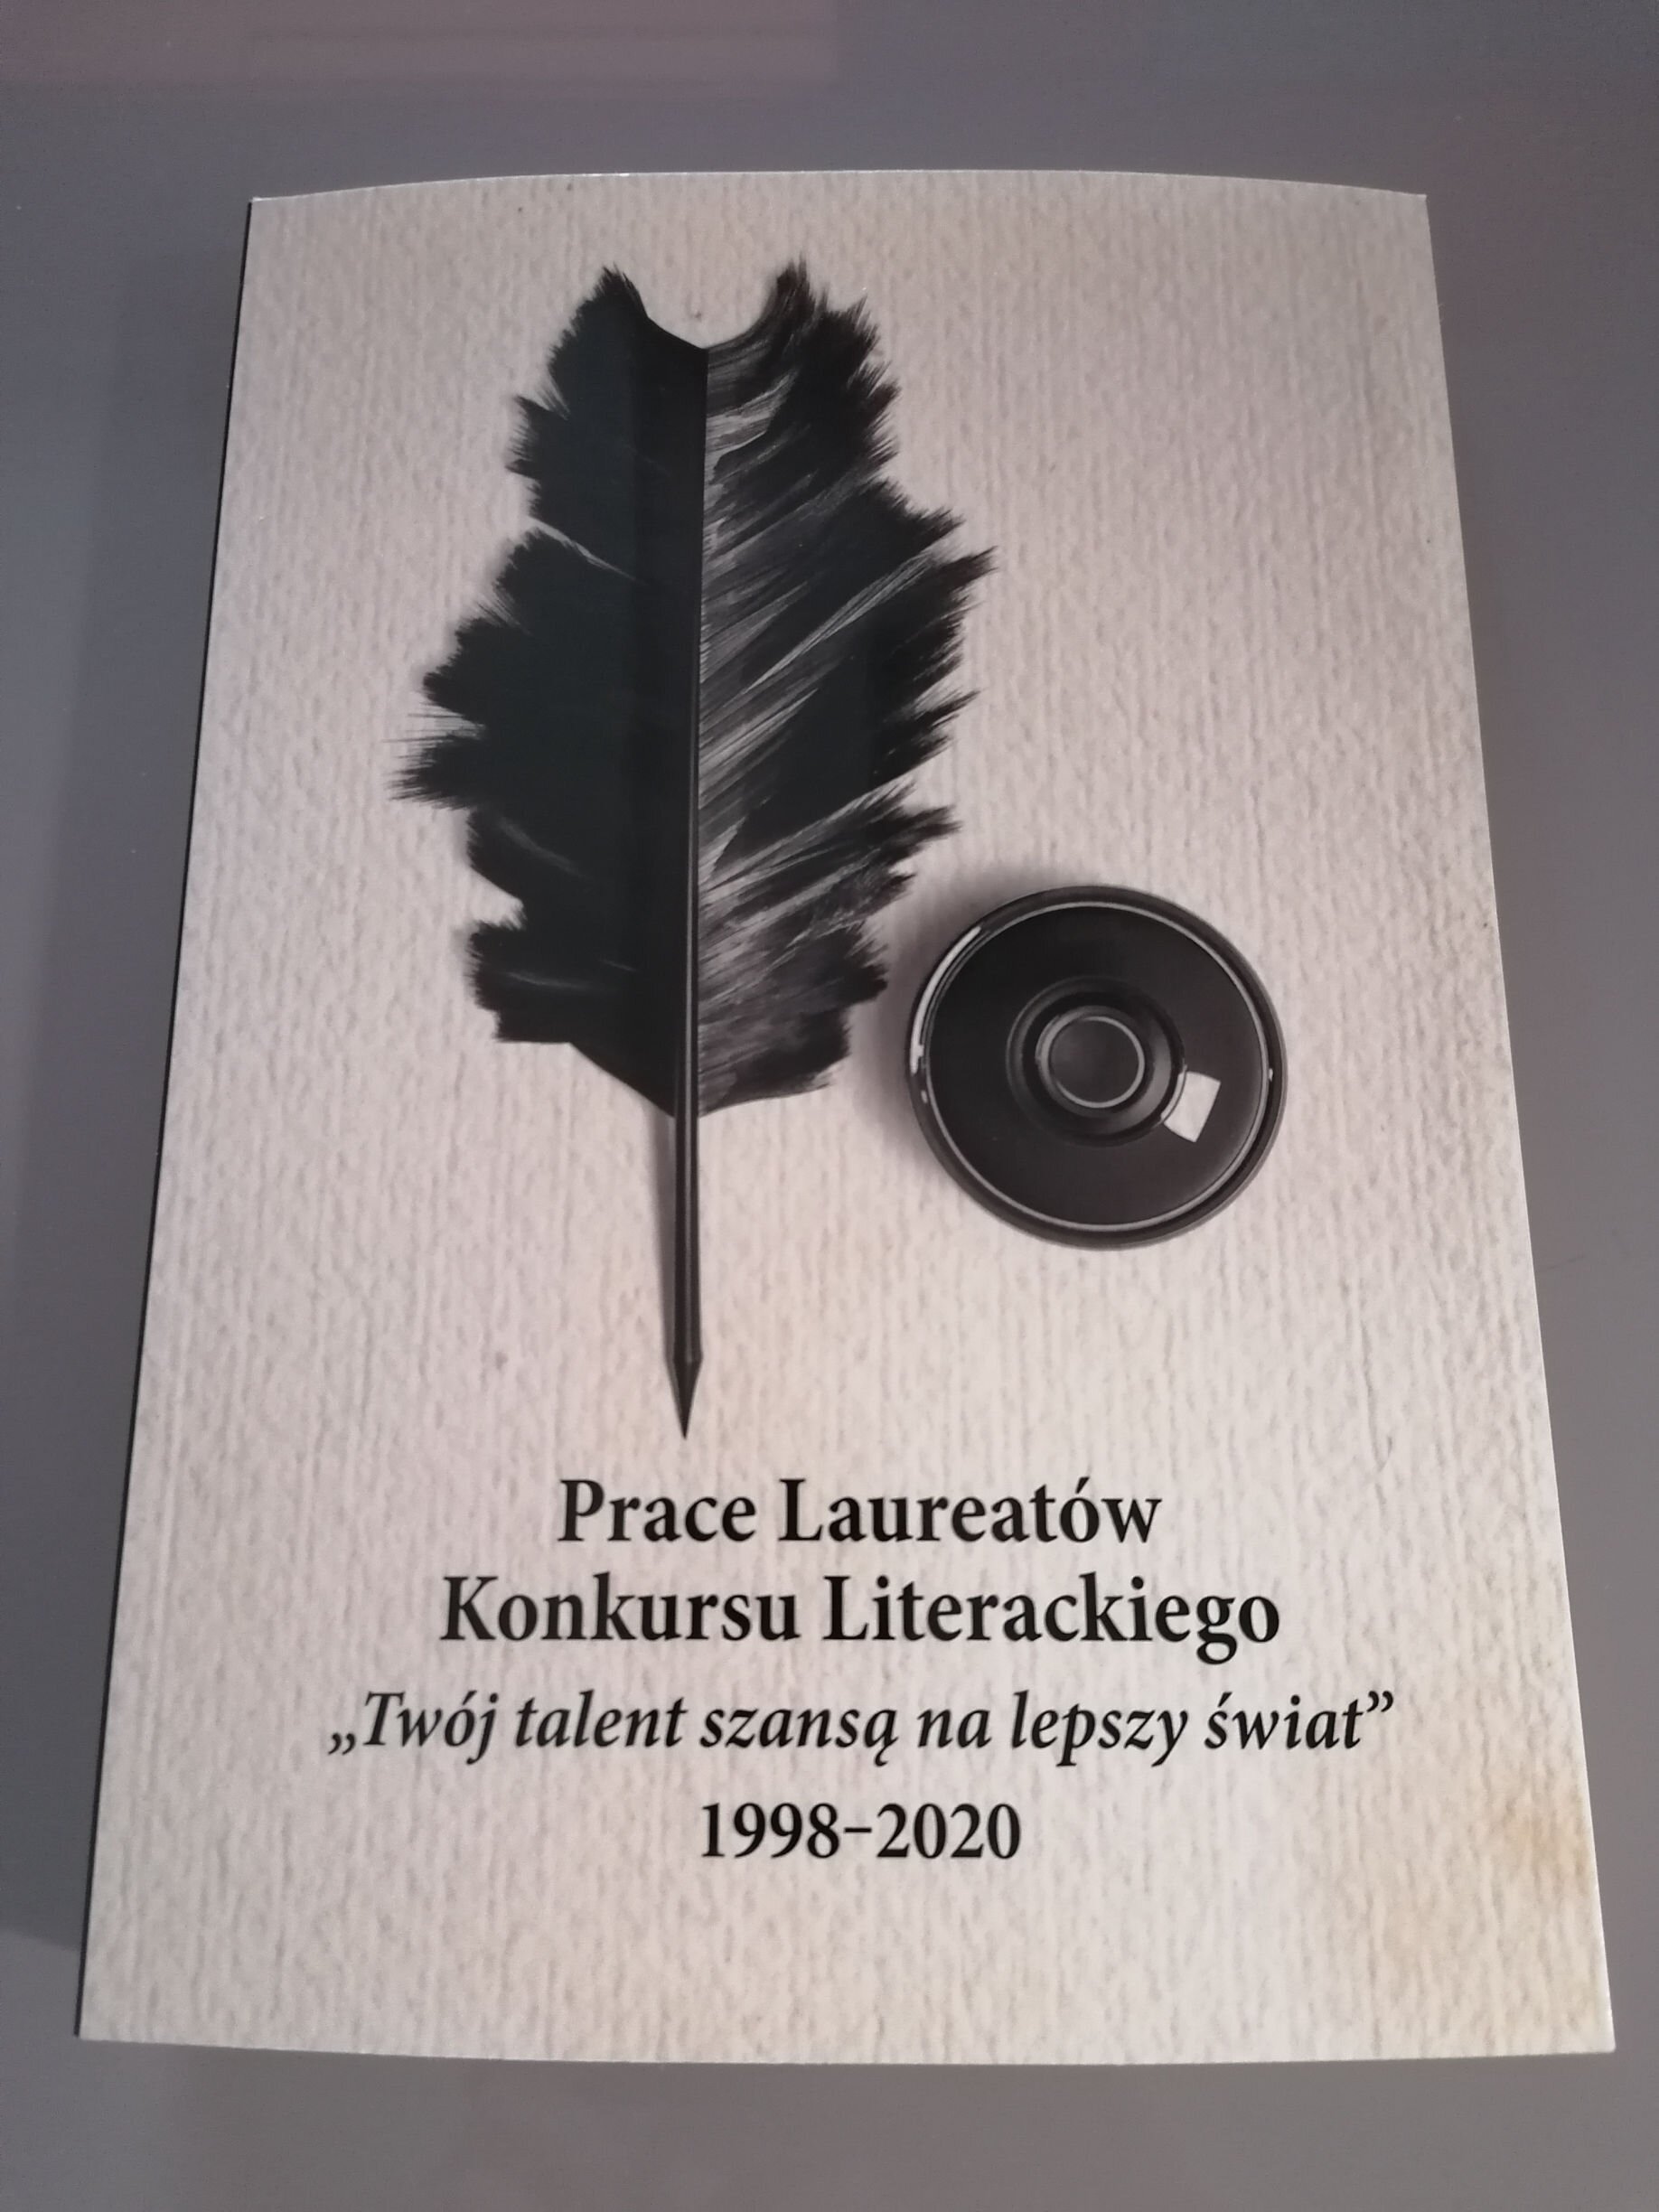 Prace Laureatów
Konkursu Literackiego
„Twój talent szansą na lepszy świat”
1998–2020